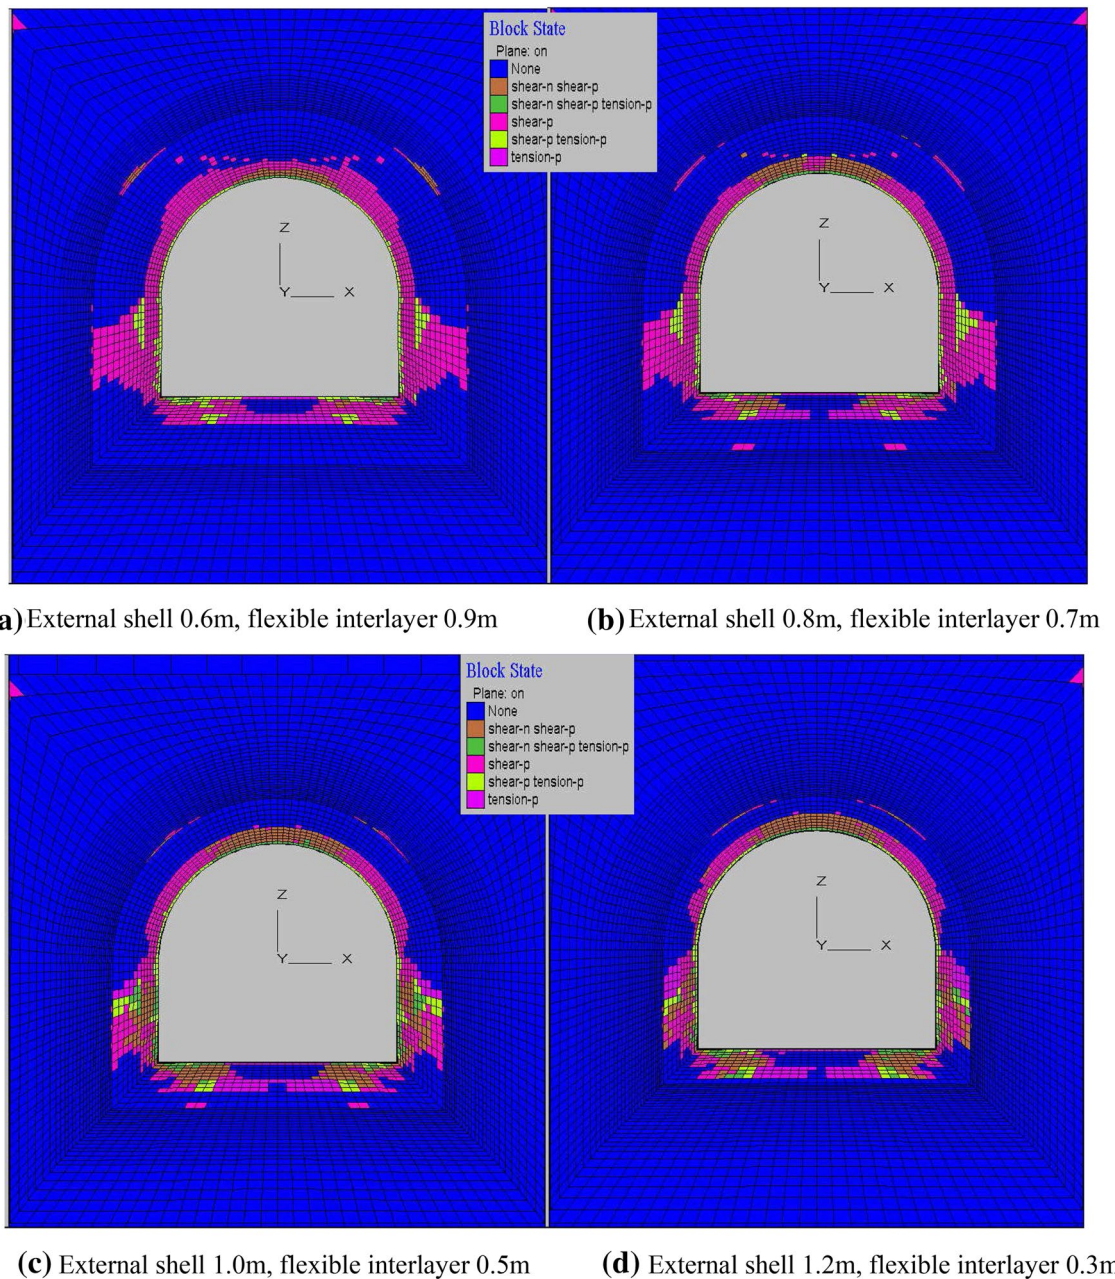 Block State
Plane: on
None
shear-n shear-p
shear-n shear-p tension-p
shear-p
shear-p tension-p
tension-p
Z
Y X
Z
Y X
a) External shell 0.6m, flexible interlayer 0.9m
(b) External shell 0.8m, flexible interlayer 0.7m
Block State
Plane: on
None
shear-n shear-p
shear-n shear-p tension-p
shear-p
shear-p tension-p
tension-p
Z
Y X
Z
Y X
(c) External shell 1.0m, flexible interlayer 0.5m
(d) External shell 1.2m, flexible interlayer 0.3m